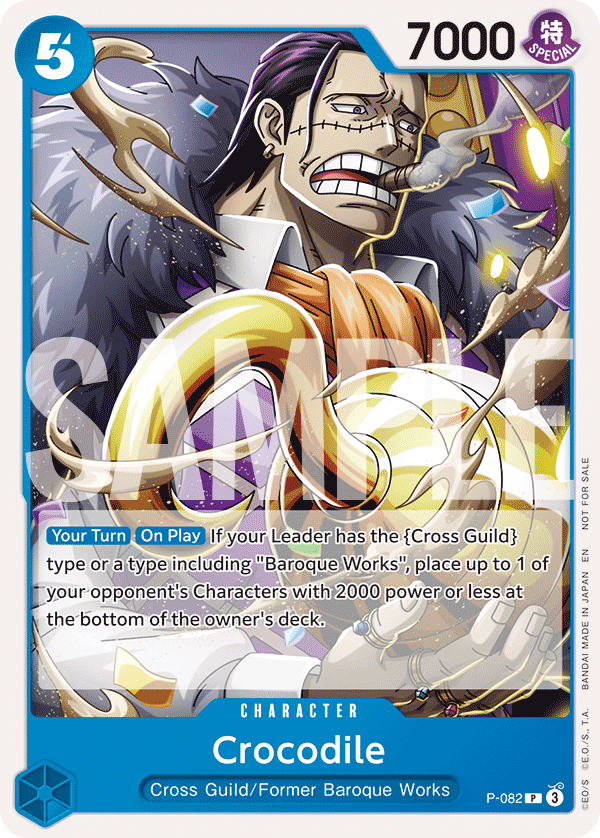 5
7000
特
SPECIAL
SAMPLE
Your Turn On Play If your Leader has the {Cross Guild}
type or a type including "Baroque Works", place up to 1 of
your opponent's Characters with 2000 power or less at
the bottom of the owner's deck.
CHARACTER
Crocodile
Cross Guild/Former Baroque Works
P-082 P 3
©EO/S ©E.O./S., T.A. BANDAI MADE IN JAPAN EN NOT FOR SALE